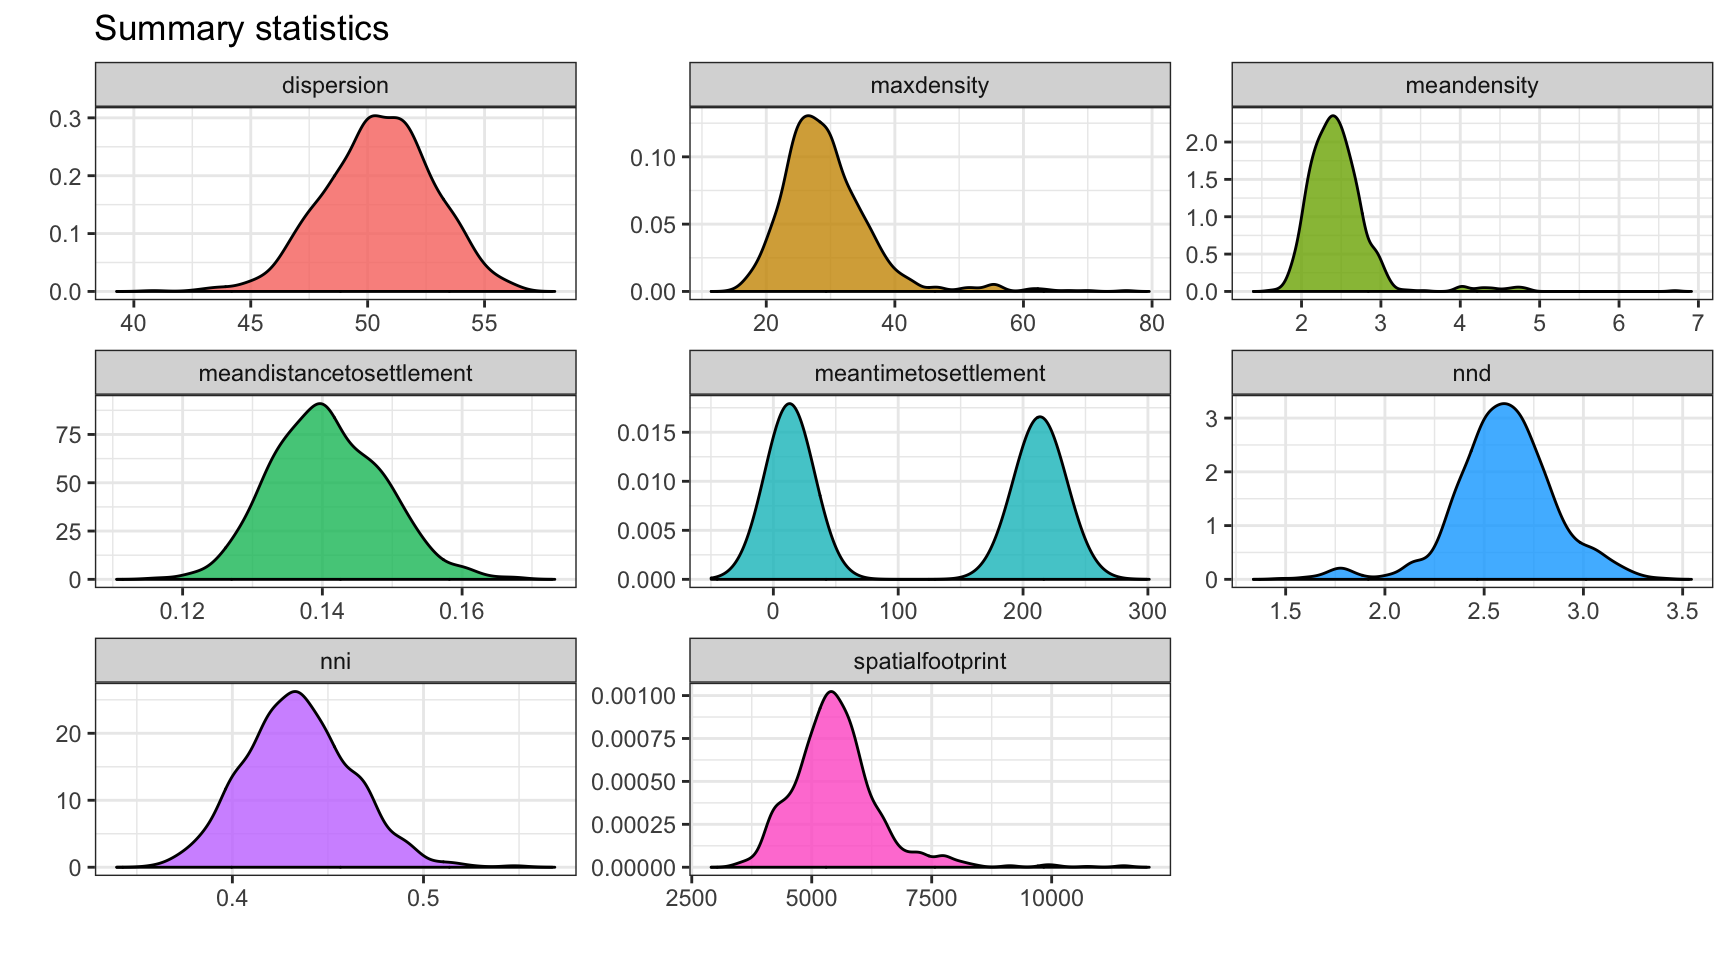 Summary statistics
dispersion
maxdensity
meandensity
0.3
0.2
0.1
0.0
40 45 50 55
0.10
0.05
0.00
20 40 60 80
2.0
1.5
1.0
0.5
0.0
2 3 4 5 6 7
meandistancetosettlement
meantimetosettlement
nnd
75
50
25
0
0.12 0.14 0.16
0.015
0.010
0.005
0.000
0 100 200 300
3
2
1
0
1.5 2.0 2.5 3.0 3.5
nni
spatialfootprint
20
10
0
0.4 0.5
0.00100
0.00075
0.00050
0.00025
0.00000
2500 5000 7500 10000